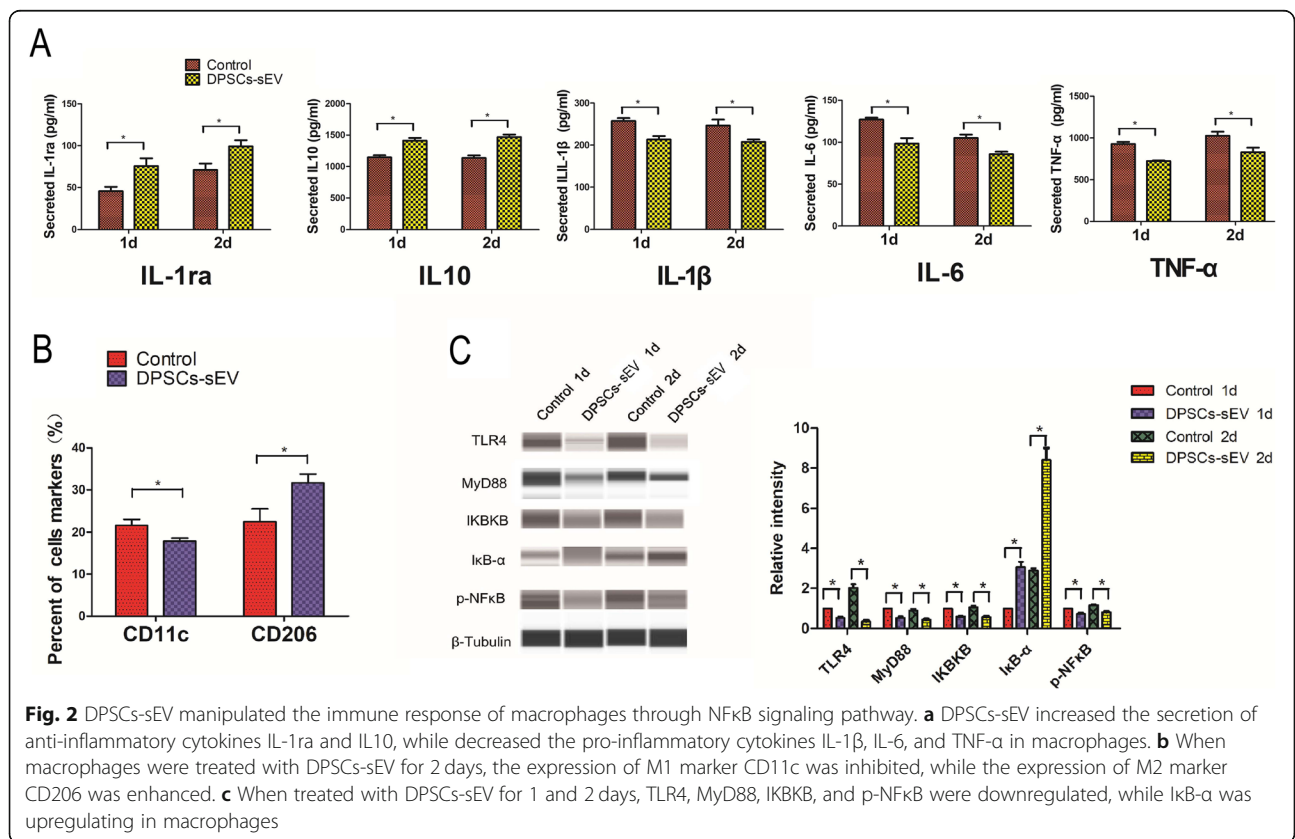 A
Control
DPSCs-sEV
Secreted IL-1ra (pg/ml)
150
100
50
0
1d
2d
*
*
IL-1ra
Secreted IL10 (pg/ml)
2000
1500
1000
500
0
1d
2d
*
*
IL10
Secreted ILIL-1β (pg/ml)
300
200
100
0
1d
2d
*
*
IL-1β
Secreted IL-6 (pg/ml)
150
100
50
0
1d
2d
*
*
IL-6
Secreted TNF-α (pg/ml)
1500
1000
500
0
1d
2d
*
*
TNF-α
B
Control
DPSCs-sEV
Percent of cells markers (%)
40
30
20
10
0
*
*
CD11c
CD206
C
Control 1d
DPSCs-sEV 1d
Control 2d
DPSCs-sEV 2d
TLR4
MyD88
IKBKB
IκB-α
p-NFκB
β-Tubulin
Control 1d
DPSCs-sEV 1d
Control 2d
DPSCs-sEV 2d
Relative intensity
10
8
6
4
2
0
* * * * * * * * * *
TLR4
MyD88
IKBKB
IκB-α
p-NFκB
Fig. 2 DPSCs-sEV manipulated the immune response of macrophages through NFκB signaling pathway. a DPSCs-sEV increased the secretion of
anti-inflammatory cytokines IL-1ra and IL10, while decreased the pro-inflammatory cytokines IL-1β, IL-6, and TNF-α in macrophages. b When
macrophages were treated with DPSCs-sEV for 2 days, the expression of M1 marker CD11c was inhibited, while the expression of M2 marker
CD206 was enhanced. c When treated with DPSCs-sEV for 1 and 2 days, TLR4, MyD88, IKBKB, and p-NFκB were downregulated, while IκB-α was
upregulating in macrophages